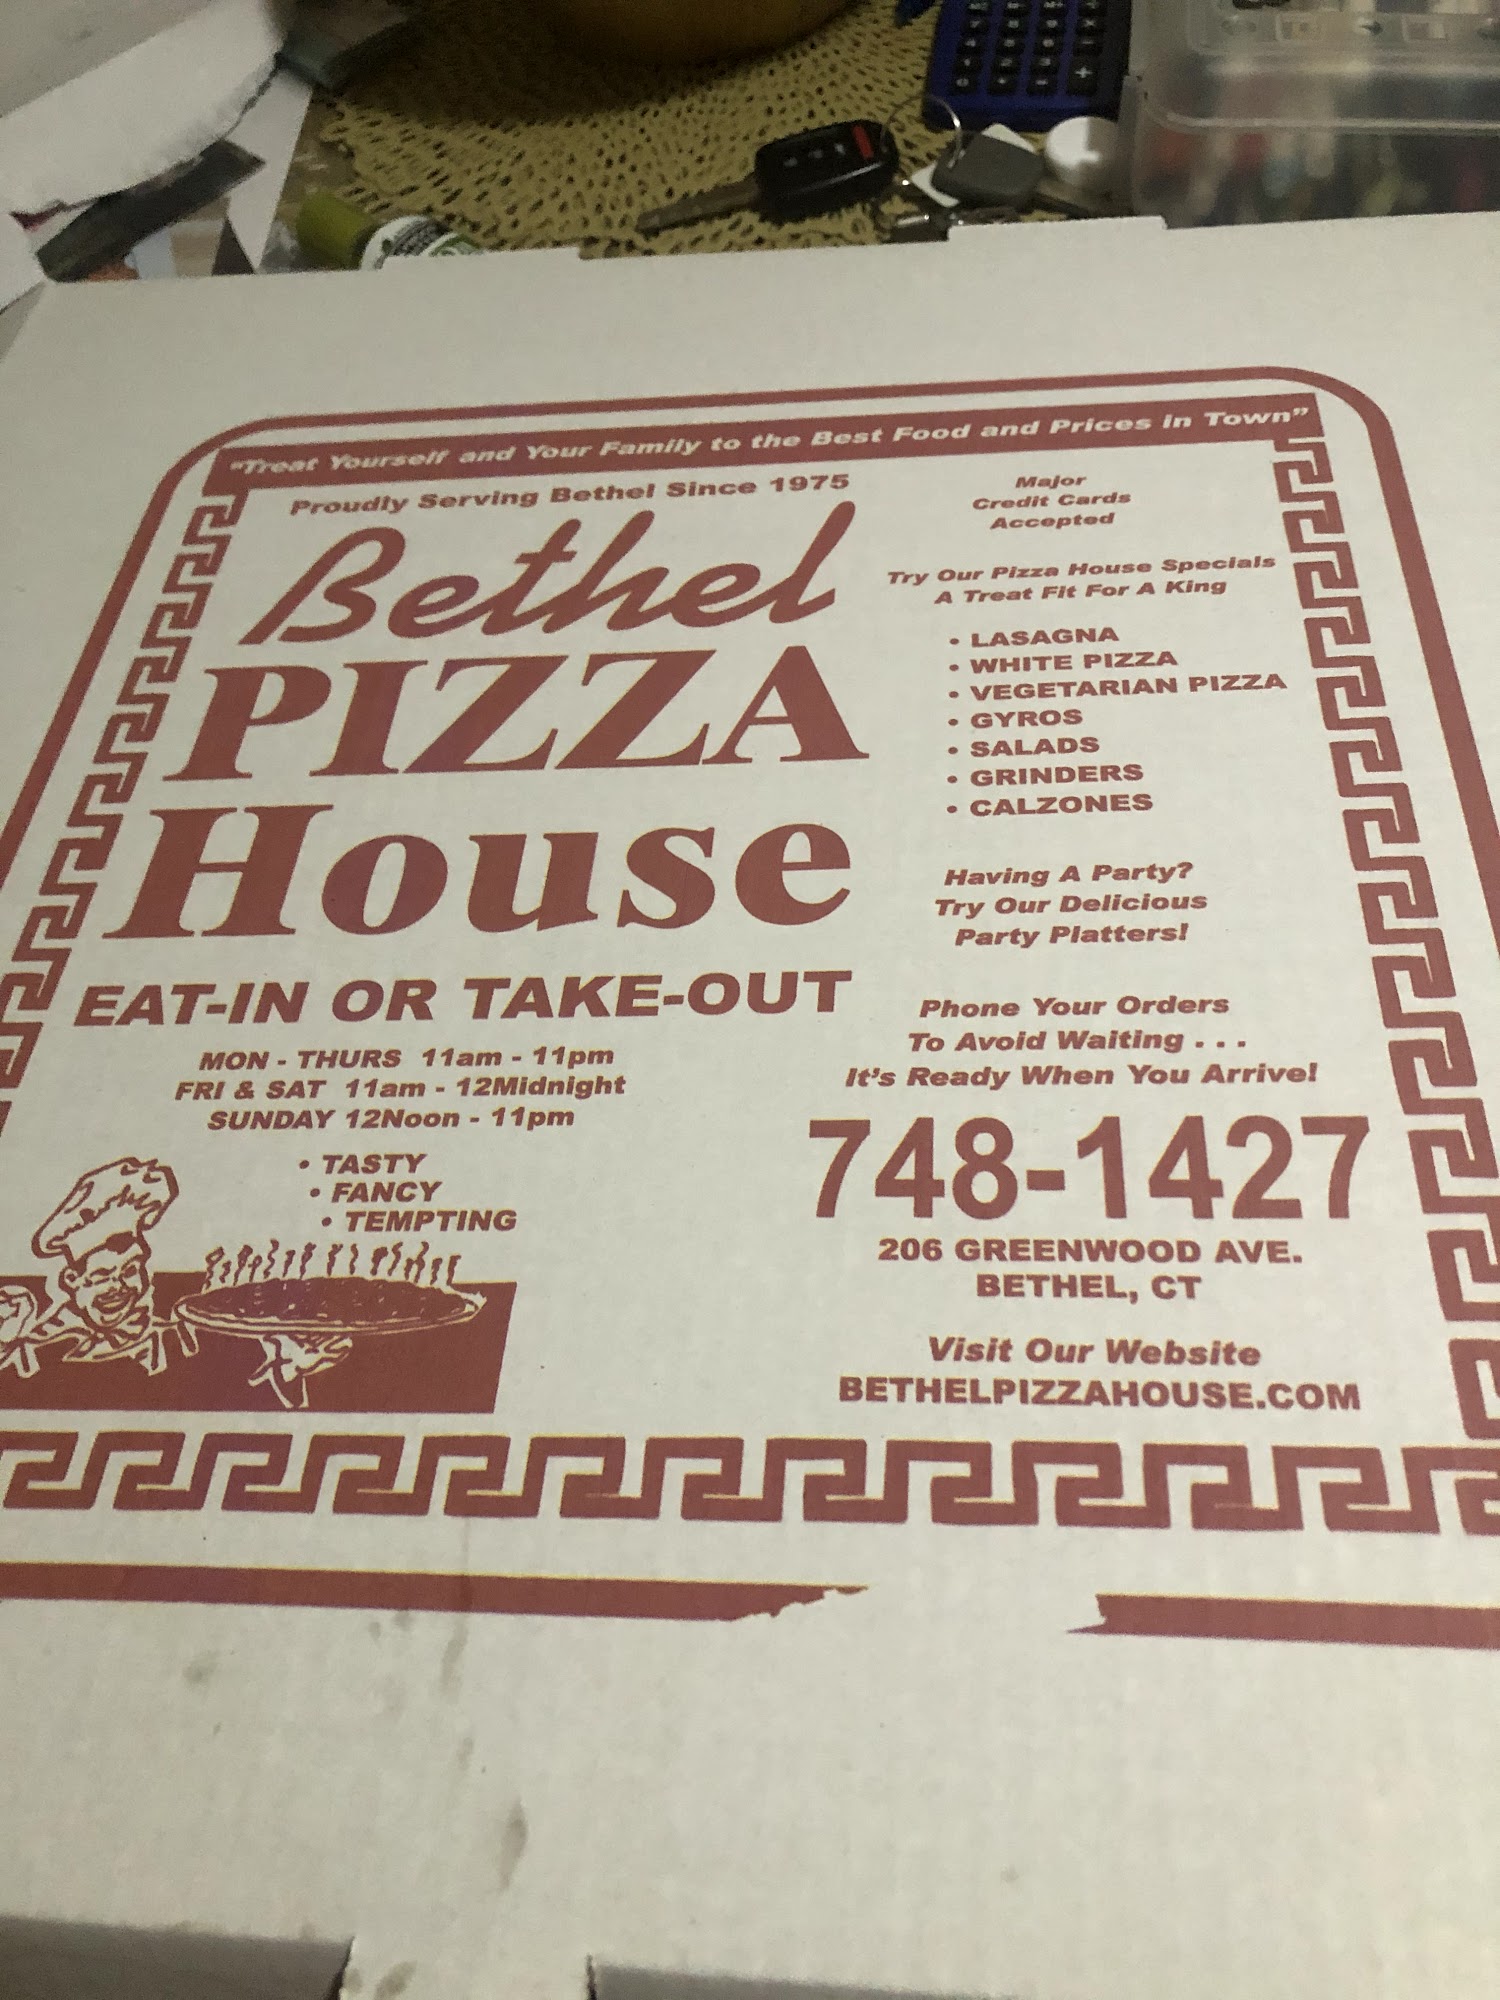 "Treat Yourself and Your Family to the Best Food and Prices in Town"
Proudly Serving Bethel Since 1975
Bethel
PIZZA
House
EAT-IN OR TAKE-OUT
MON - THURS 11am - 11pm
FRI & SAT 11am - 12Midnight
SUNDAY 12Noon - 11pm
• TASTY
• FANCY
• TEMPTING
Major
Credit Cards
Accepted
Try Our Pizza House Specials
A Treat Fit For A King
• LASAGNA
• WHITE PIZZA
• VEGETARIAN PIZZA
• GYROS
• SALADS
• GRINDERS
• CALZONES
Having A Party?
Try Our Delicious
Party Platters!
Phone Your Orders
To Avoid Waiting . . .
It's Ready When You Arrive!
748-1427
206 GREENWOOD AVE.
BETHEL, CT
Visit Our Website
BETHELPIZZAHOUSE.COM